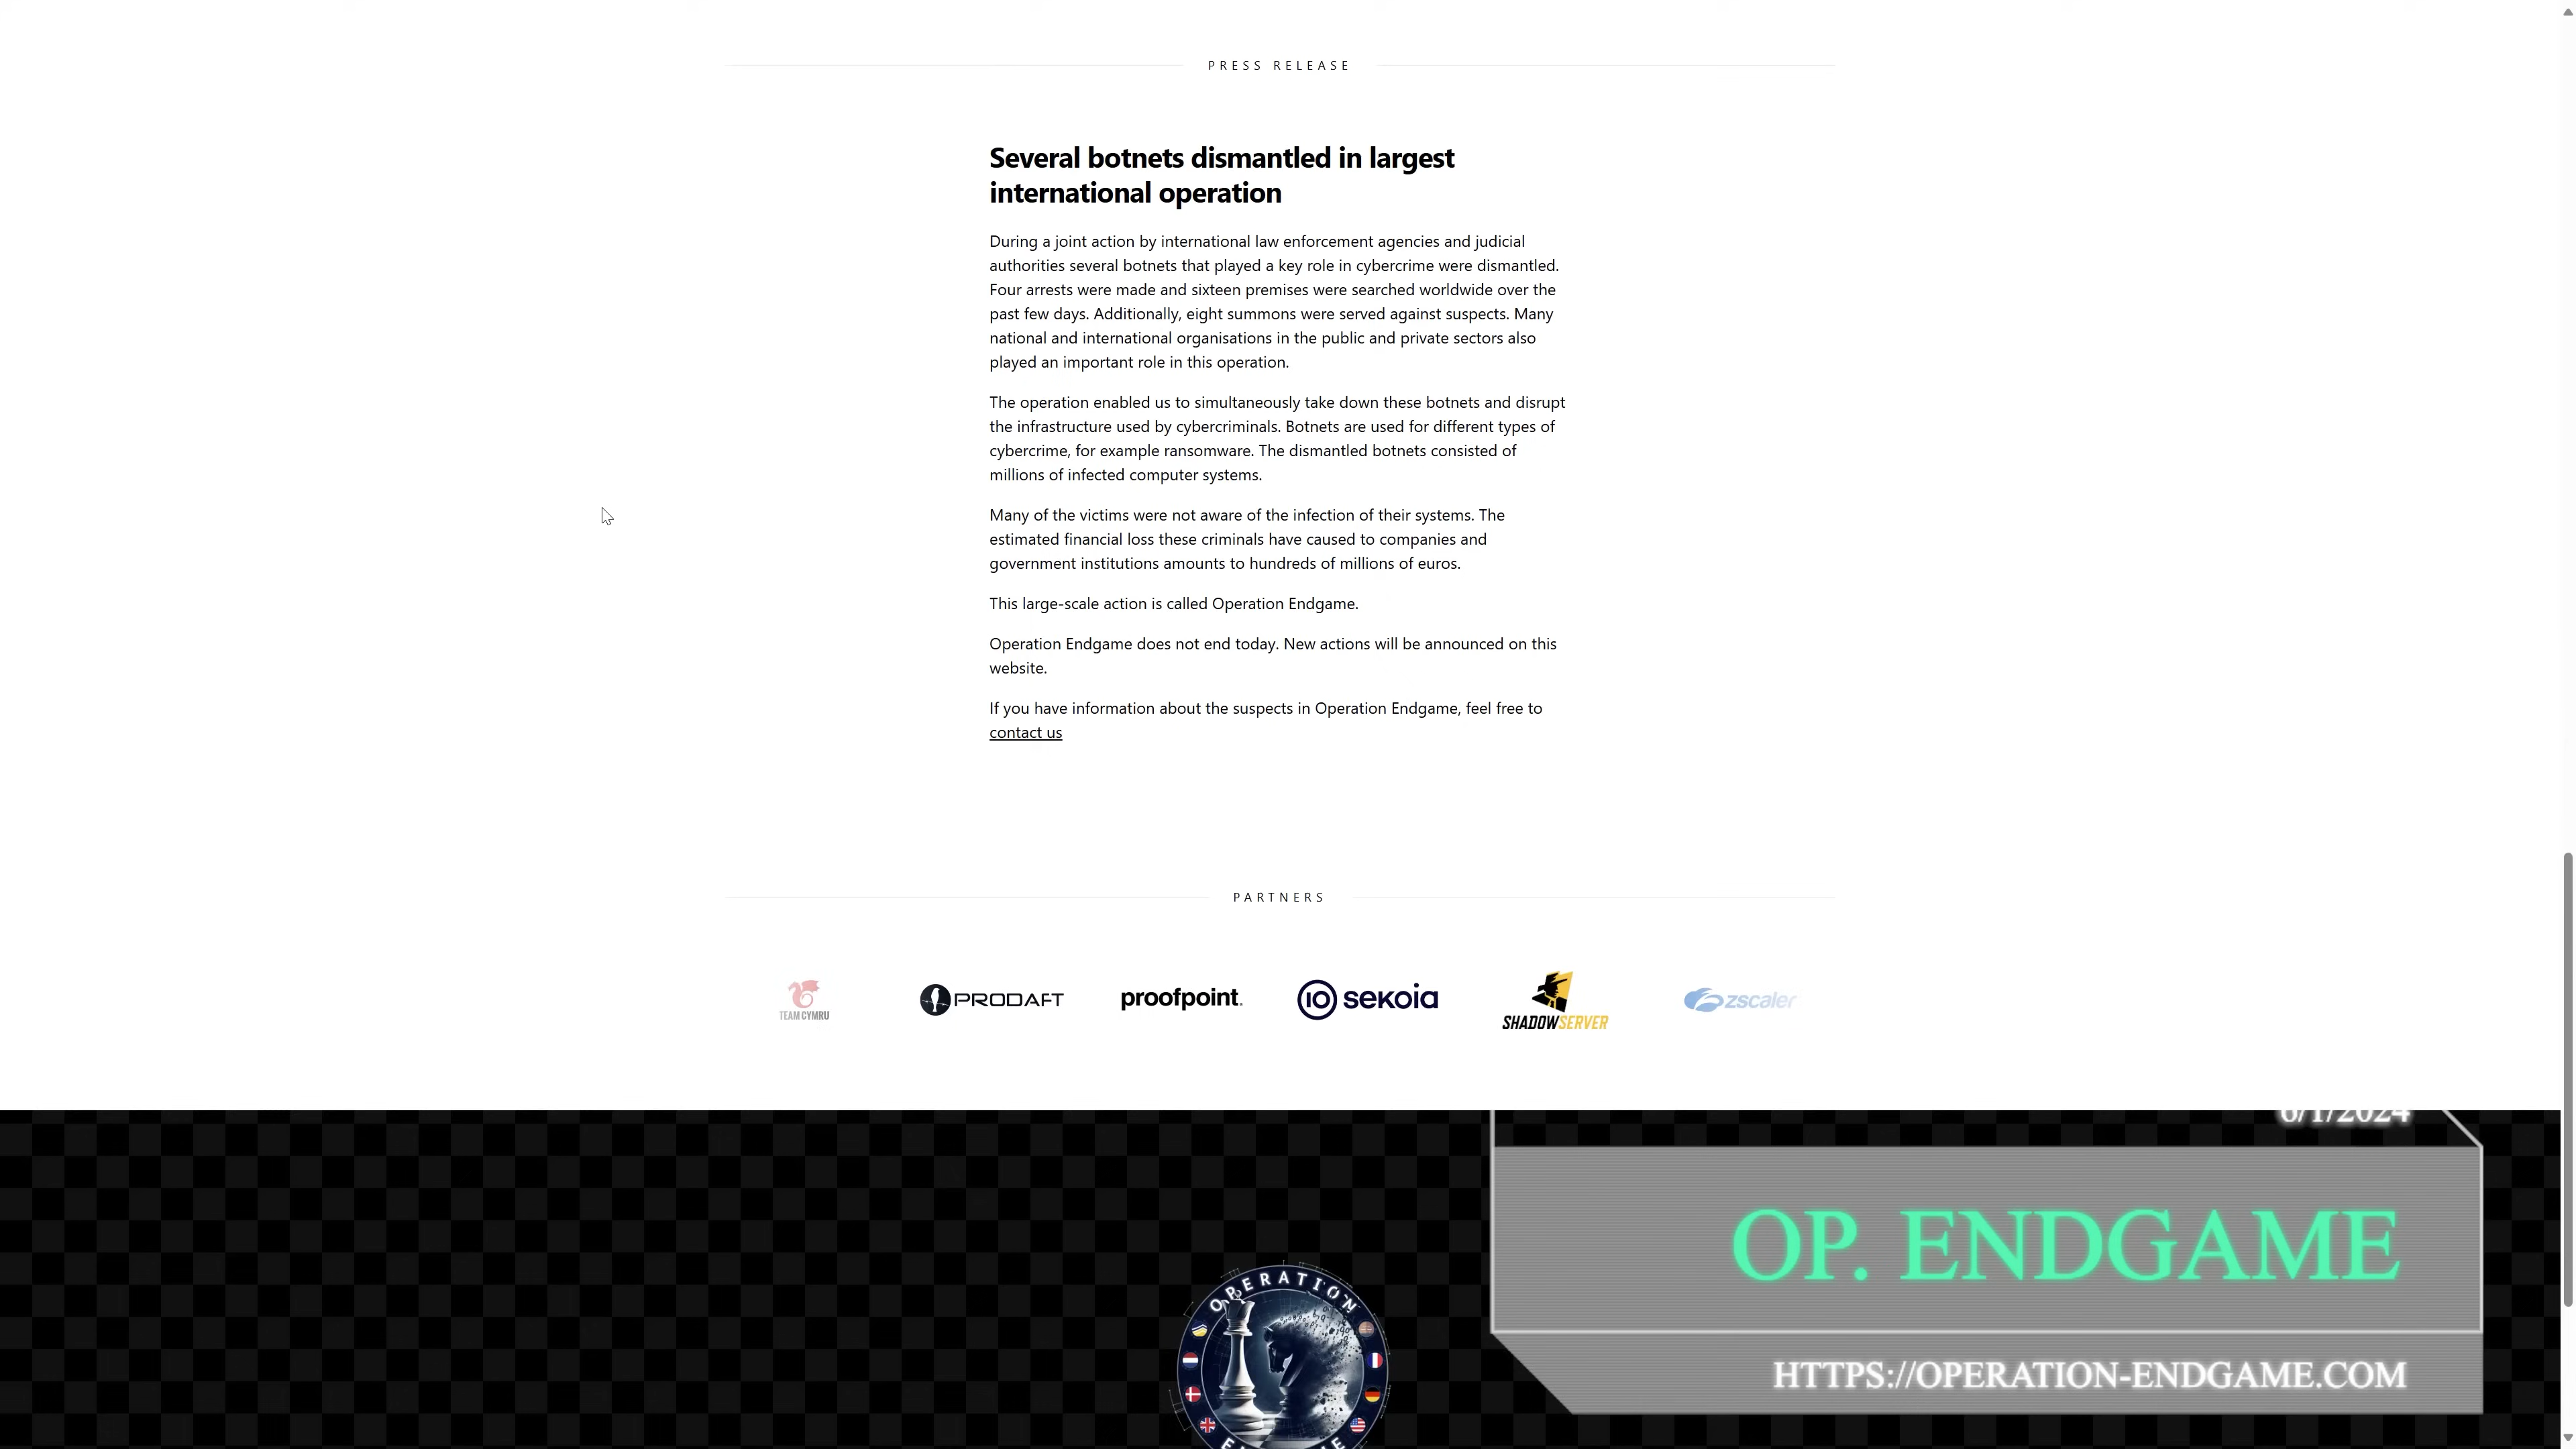 PRESS RELEASE
Several botnets dismantled in largest
international operation
During a joint action by international law enforcement agencies and judicial
authorities several botnets that played a key role in cybercrime were dismantled.
Four arrests were made and sixteen premises were searched worldwide over the
past few days. Additionally, eight summons were served against suspects. Many
national and international organisations in the public and private sectors also
played an important role in this operation.
The operation enabled us to simultaneously take down these botnets and disrupt
the infrastructure used by cybercriminals. Botnets are used for different types of
cybercrime, for example ransomware. The dismantled botnets consisted of
millions of infected computer systems.
Many of the victims were not aware of the infection of their systems. The
estimated financial loss these criminals have caused to companies and
government institutions amounts to hundreds of millions of euros.
This large-scale action is called Operation Endgame.
Operation Endgame does not end today. New actions will be announced on this
website.
If you have information about the suspects in Operation Endgame, feel free to
contact us
PARTNERS
TEAM CYMRU
PRODAFT
proofpoint.
IO sekoia
SHADOWSERVER
zscaler
6/1/2024
OP. ENDGAME
HTTPS://OPERATION-ENDGAME.COM
OPERATION